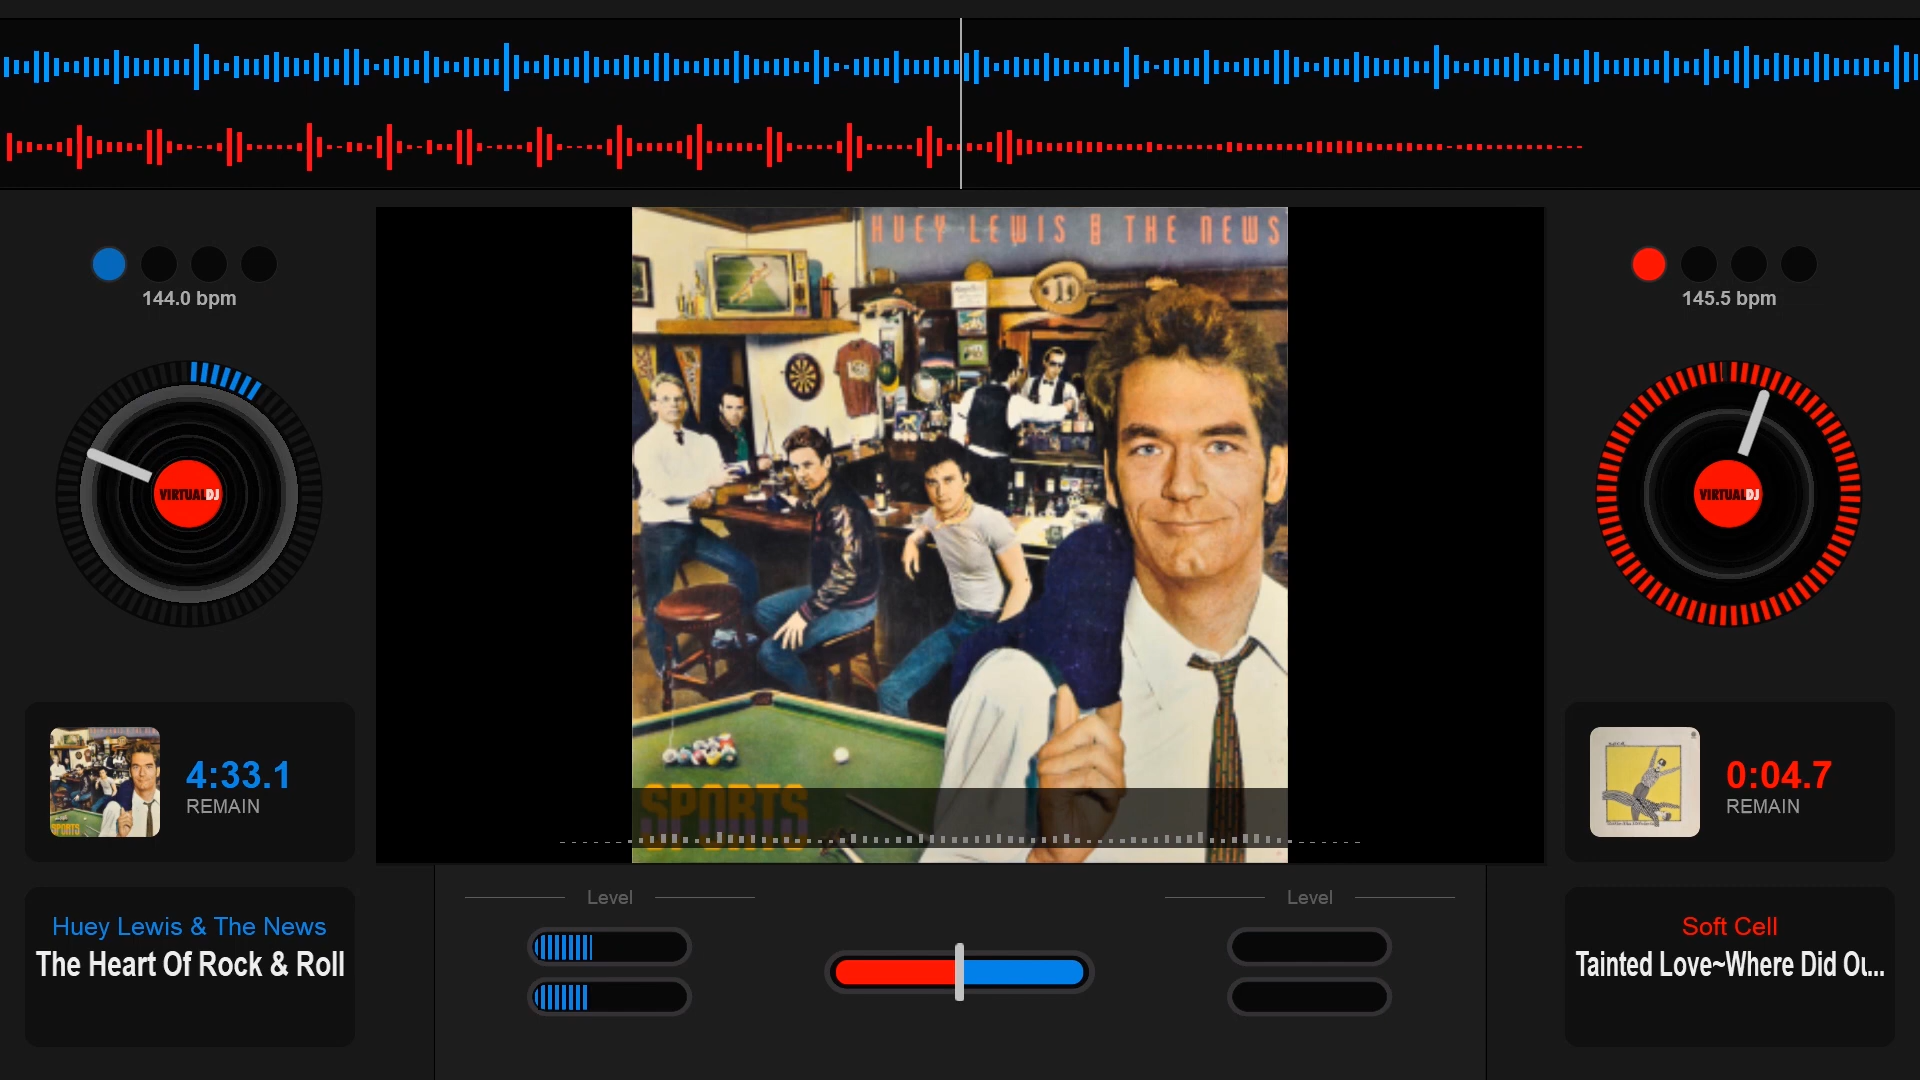 HUEY LEWIS & THE NEWS
144.0 bpm
145.5 bpm
VIRTUALDJ
VIRTUALDJ
4:33.1
REMAIN
0:04.7
REMAIN
SPORTS
SPORTS
Level
Level
Huey Lewis & The News
The Heart Of Rock & Roll
Soft Cell
Tainted Love~Where Did Ou...